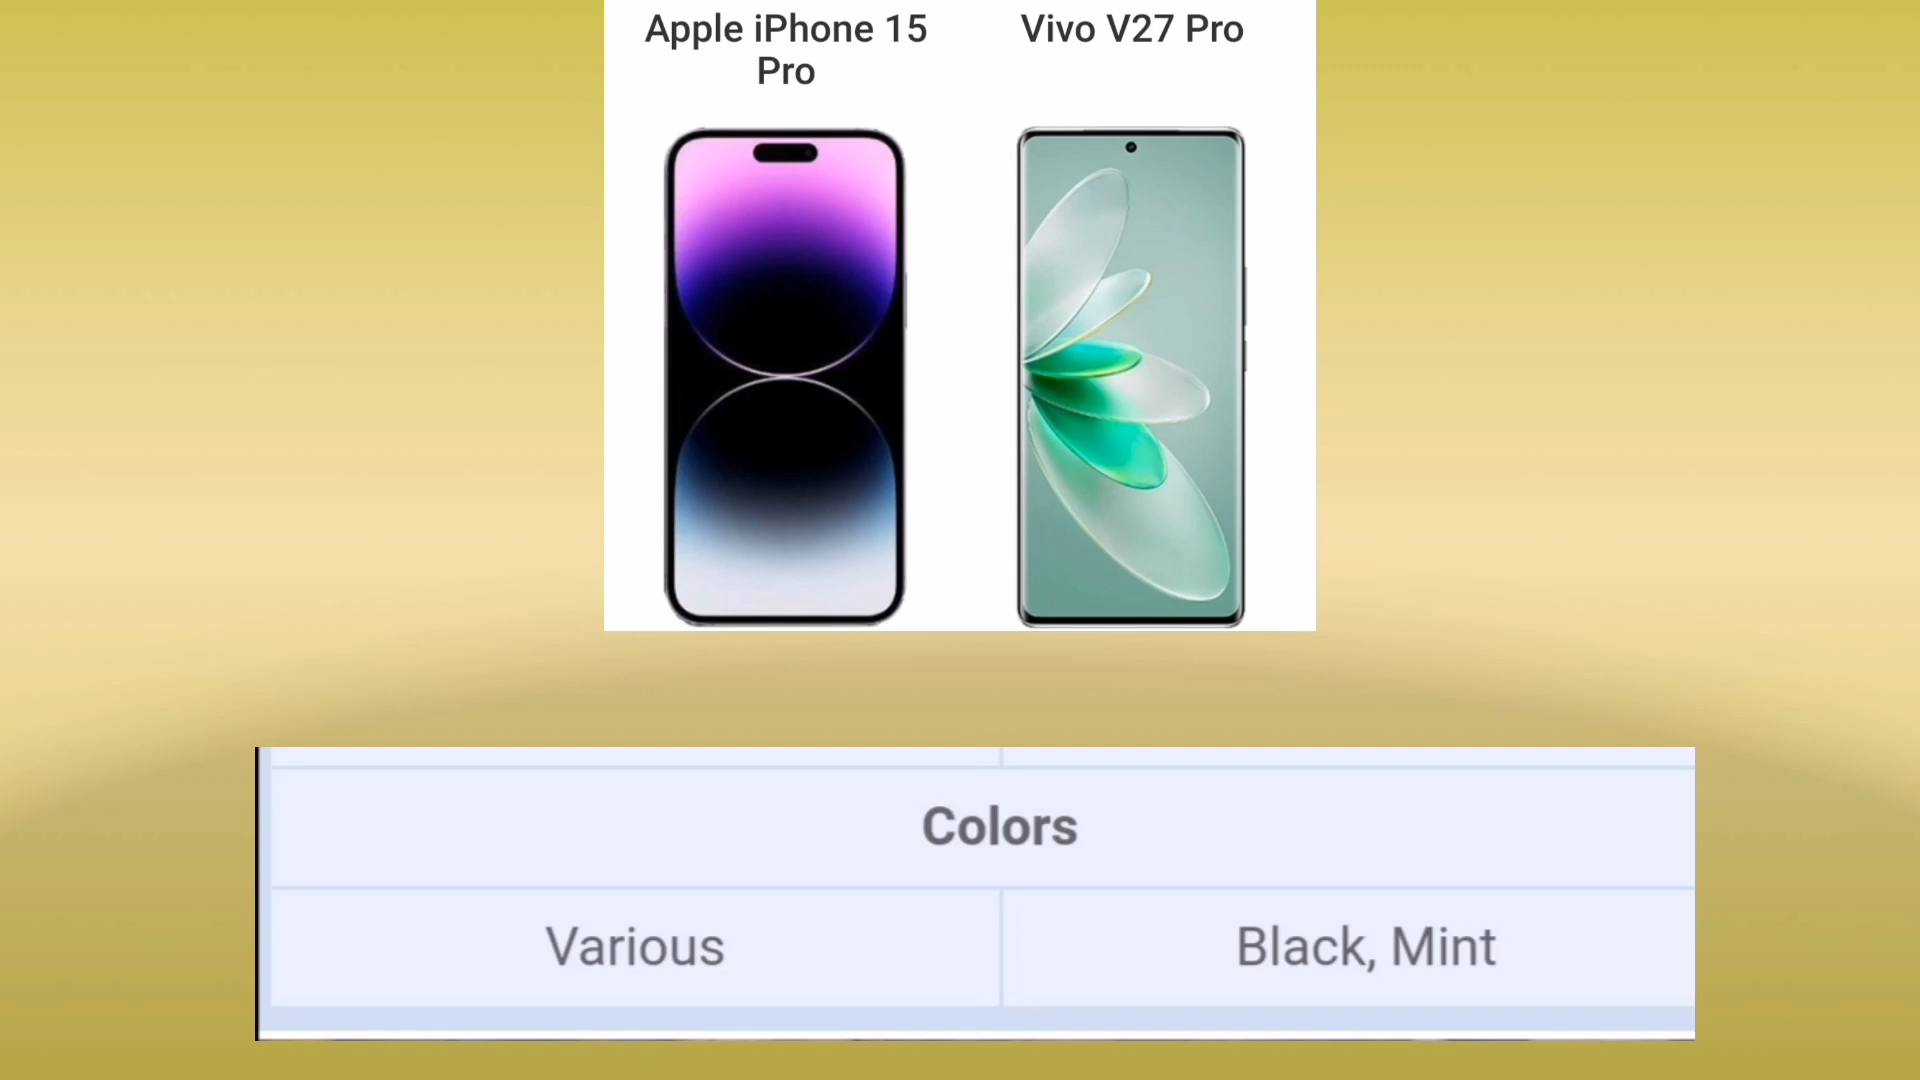 Apple iPhone 15
Pro
Vivo V27 Pro
Colors
Various
Black, Mint